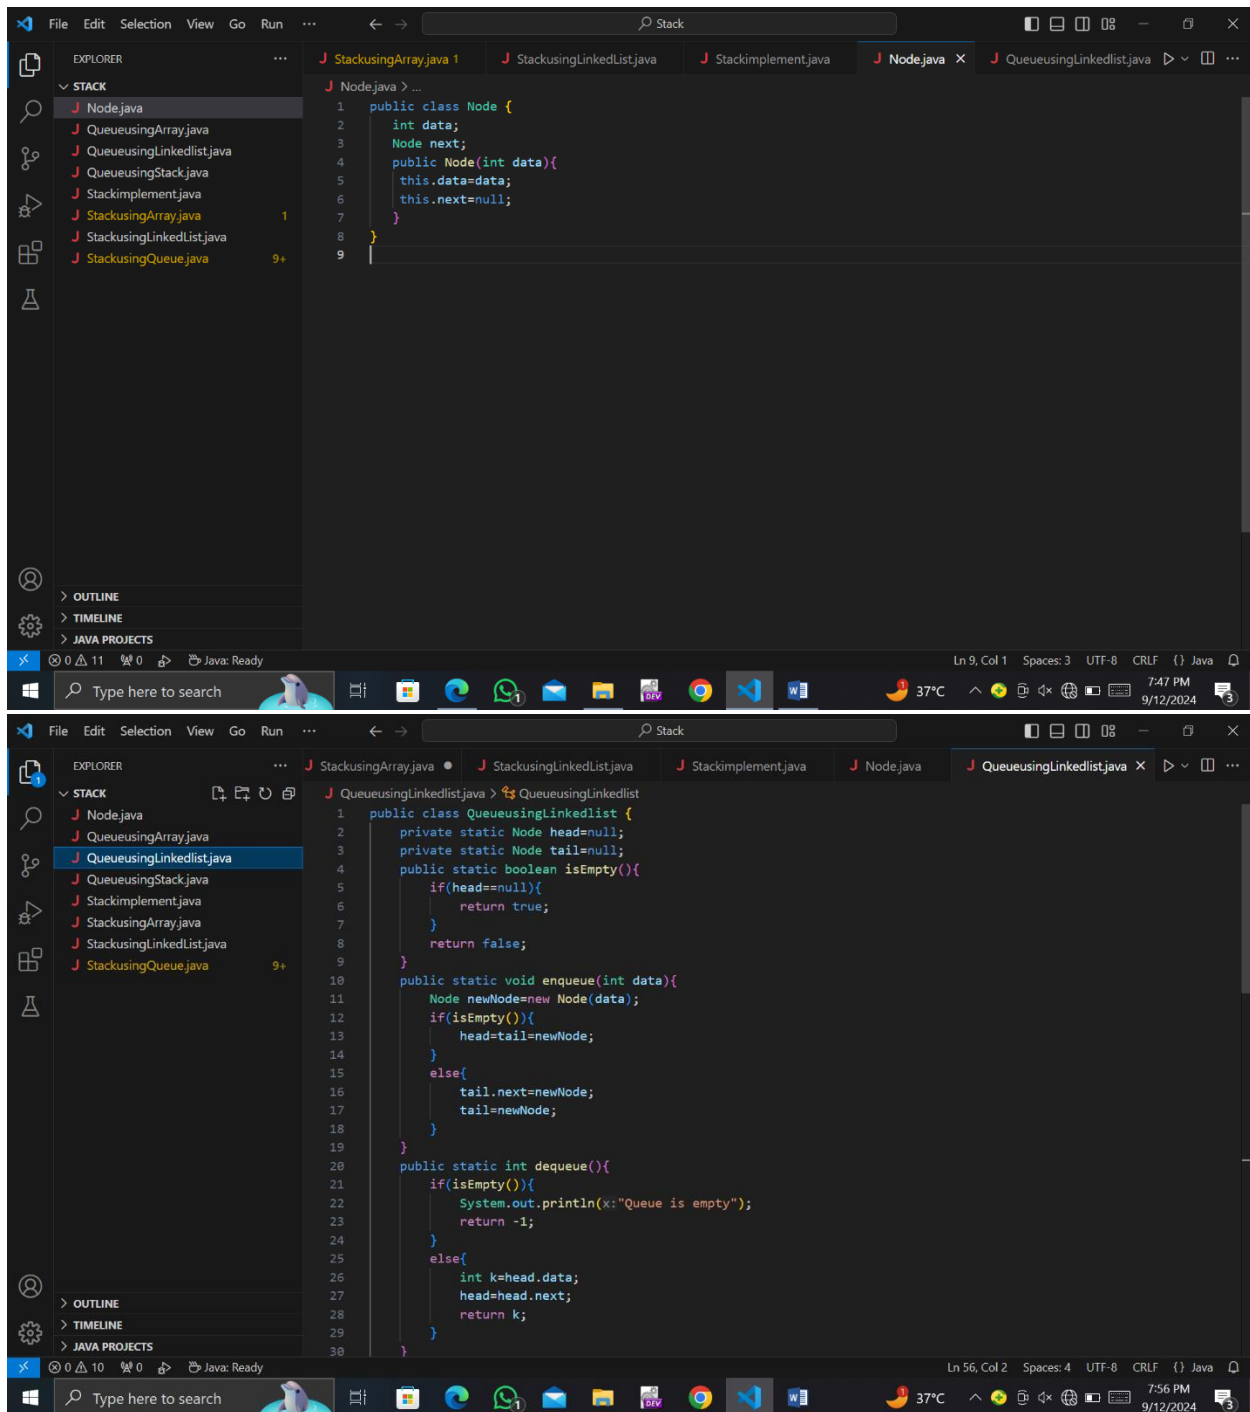 File Edit Selection View Go Run ··· Stack
EXPLORER ··· StackusingArray.java 1 StackusingLinkedList.java Stackimplement.java Node.java QueueusingLinkedlist.java ···
STACK
Node.java
QueueusingArray.java
QueueusingLinkedlist.java
QueueusingStack.java
Stackimplement.java
StackusingArray.java 1
StackusingLinkedList.java
StackusingQueue.java 9+
OUTLINE
TIMELINE
JAVA PROJECTS
J Node.java > ...
1 public class Node {
2 int data;
3 Node next;
4 public Node(int data){
5 this.data=data;
6 this.next=null;
7 }
8 }
9
0 11 0 Java: Ready Ln 9, Col 1 Spaces: 3 UTF-8 CRLF {} Java
Type here to search DEV 1 37°C 7:47 PM
9/12/2024 3
File Edit Selection View Go Run ··· Stack
EXPLORER ··· StackusingArray.java ● StackusingLinkedList.java Stackimplement.java Node.java QueueusingLinkedlist.java ···
STACK
Node.java
QueueusingArray.java
QueueusingLinkedlist.java
QueueusingStack.java
Stackimplement.java
StackusingArray.java
StackusingLinkedList.java
StackusingQueue.java 9+
OUTLINE
TIMELINE
JAVA PROJECTS
J QueueusingLinkedlist.java > QueueusingLinkedlist
1 public class QueueusingLinkedlist {
2 private static Node head=null;
3 private static Node tail=null;
4 public static boolean isEmpty(){
5 if(head==null){
6 return true;
7 }
8 return false;
9 }
10 public static void enqueue(int data){
11 Node newNode=new Node(data);
12 if(isEmpty()){
13 head=tail=newNode;
14 }
15 else{
16 tail.next=newNode;
17 tail=newNode;
18 }
19 }
20 public static int dequeue(){
21 if(isEmpty()){
22 System.out.println(x:"Queue is empty");
23 return -1;
24 }
25 else{
26 int k=head.data;
27 head=head.next;
28 return k;
29 }
30 }
0 10 0 Java: Ready Ln 56, Col 2 Spaces: 4 UTF-8 CRLF {} Java
Type here to search DEV 1 37°C 7:56 PM
9/12/2024 3